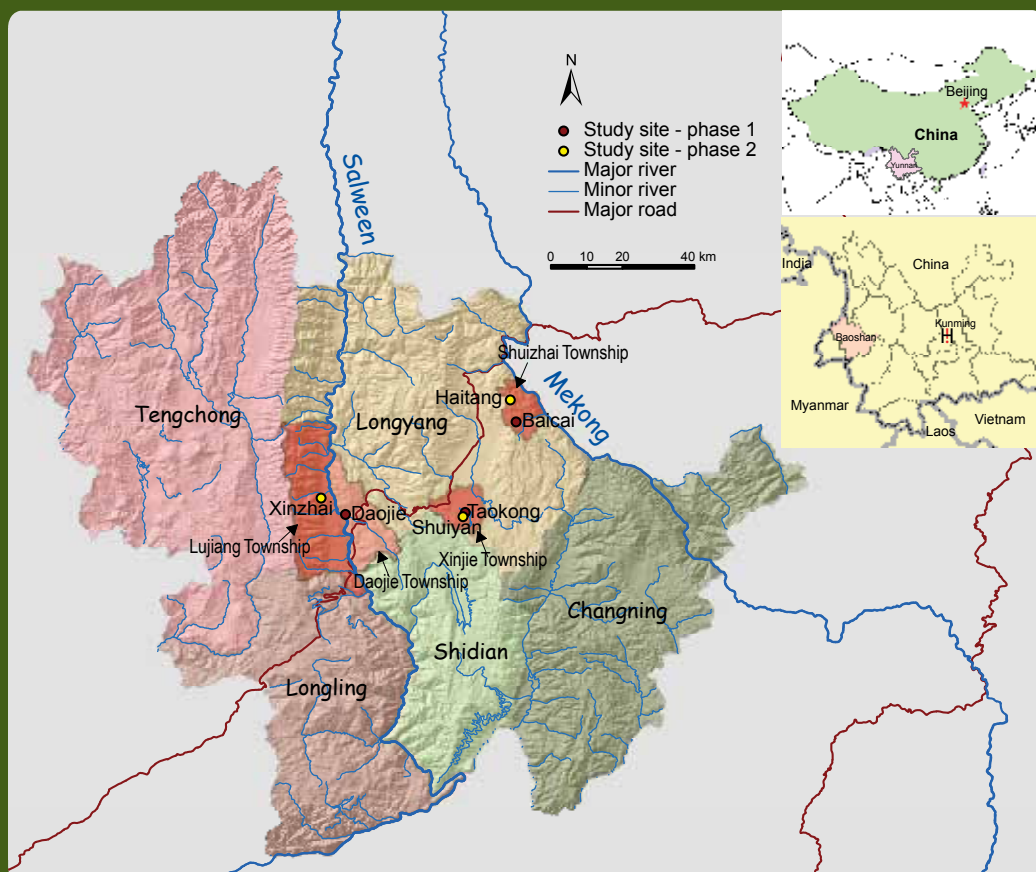 N
Study site - phase 1
Study site - phase 2
Major river
Minor river
Major road
0 10 20 40 km
Salween
Mekong
Shuizhai Township
Haitang
Baicai
Tengchong
Longyang
Xinzhai
Daojie
Taokong
Shuiyan
Lujiang Township
Xinjie Township
Daojie Township
Changning
Shidian
Longling
Beijing
China
Yunnan
India
China
Kunming
H
Baoshan
Myanmar
Laos
Vietnam